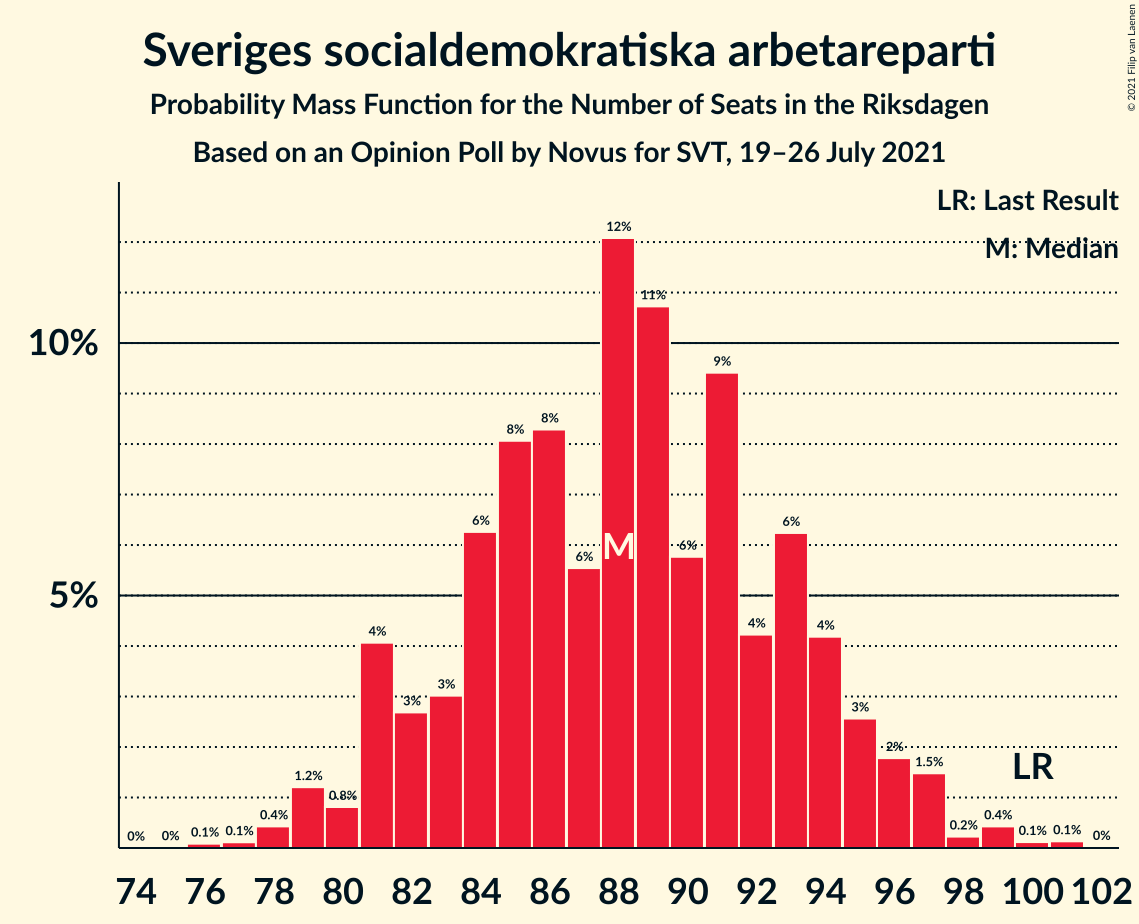 Sveriges socialdemokratiska arbetareparti
Probability Mass Function for the Number of Seats in the Riksdagen
Based on an Opinion Poll by Novus for SVT, 19–26 July 2021
© 2021 Filip van Laenen
LR: Last Result
M: Median
10%
5%
0% 0% 0.1% 0.1% 0.4% 1.2% 0.8% 4% 3% 3% 6% 8% 8% 6% 12% 11% 6% 9% 4% 6% 4% 3% 2% 1.5% 0.2% 0.4% 0.1% 0.1% 0%
M
LR
74 76 78 80 82 84 86 88 90 92 94 96 98 100 102